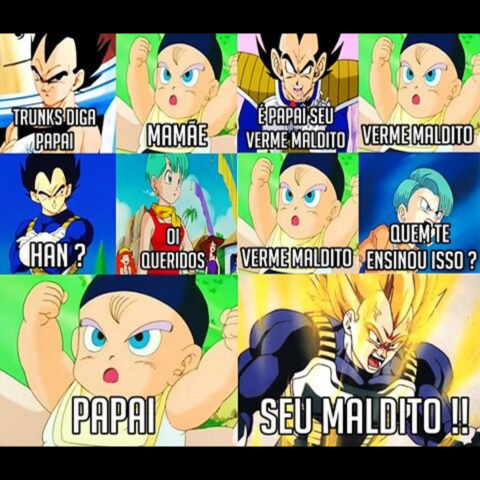 TRUNKS DIGA
PAPAI
MAMÃE
É PAPAI SEU
VERME MALDITO
VERME MALDITO
HAN ?
OI
QUERIDOS
VERME MALDITO
QUEM TE
ENSINOU ISSO ?
PAPAI
SEU MALDITO !!